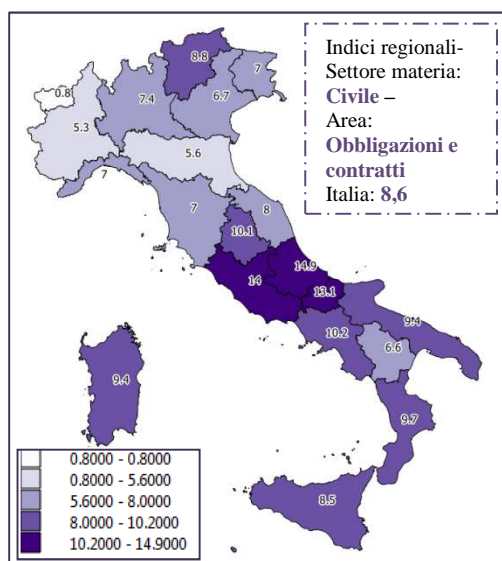 Indici regionali-
Settore materia:
Civile –
Area:
Obbligazioni e
contratti
Italia: 8,6
8.8
7
0.8
7.4
6.7
5.3
5.6
7
7
8
10.1
14.9
14
13.1
9.4
10.2
6.6
9.4
9.7
8.5
0.8000 - 0.8000
0.8000 - 5.6000
5.6000 - 8.0000
8.0000 - 10.2000
10.2000 - 14.9000